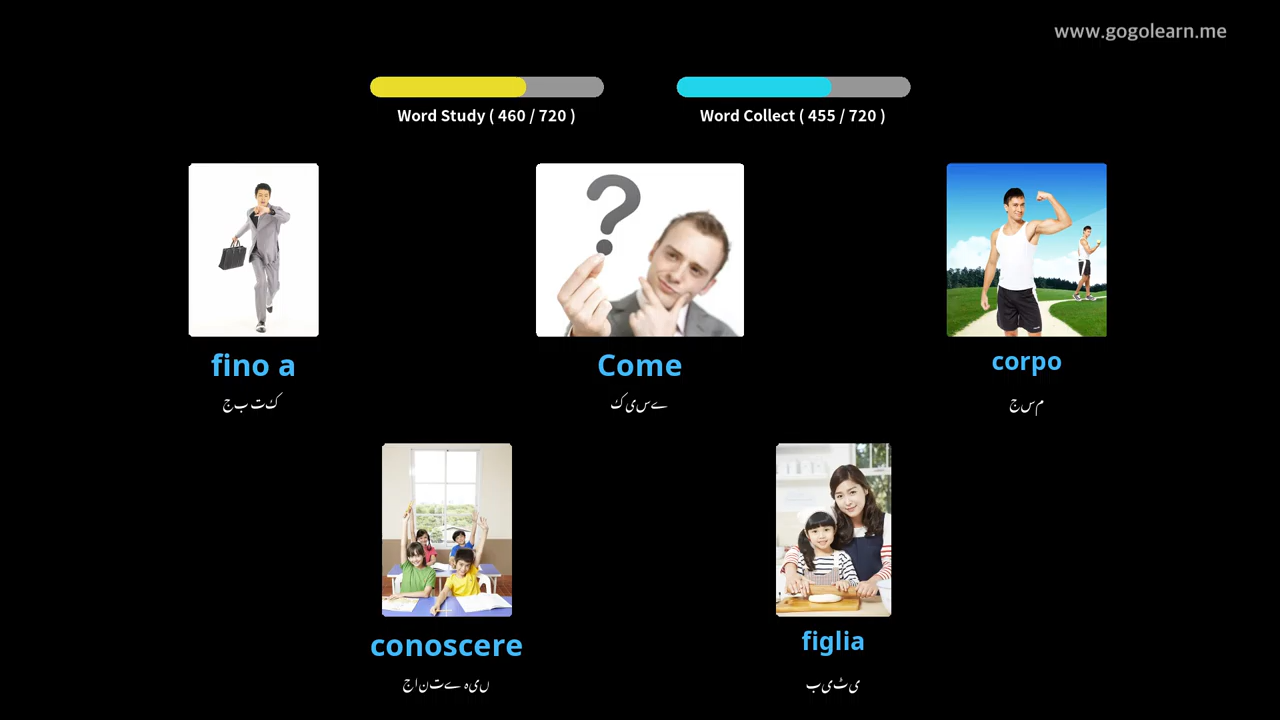 www.gogolearn.me
Word Study ( 460 / 720 )
Word Collect ( 455 / 720 )
fino a
Come
corpo
جب تک
کیسے
جسم
conoscere
figlia
جانتے ہیں
بیٹی